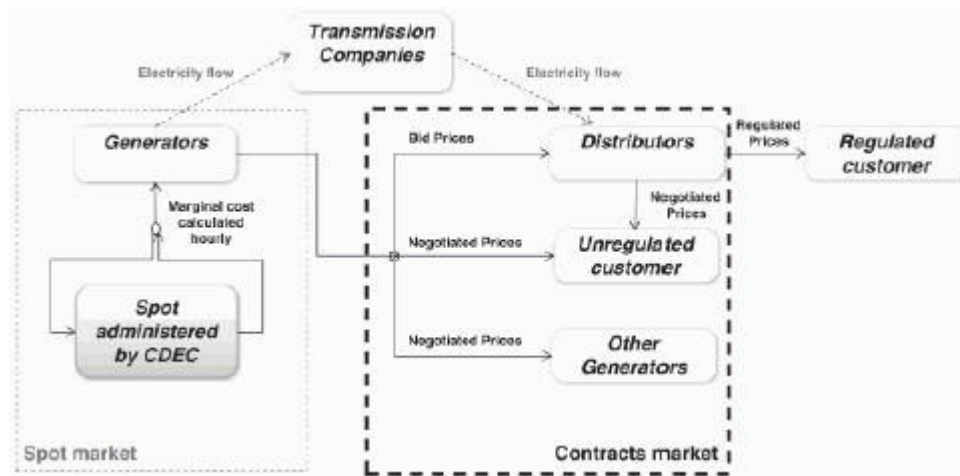 Transmission
Companies
Electricity flow
Electricity flow
Generators
Bid Prices
Distributors
Regulated
Prices
Regulated
customer
Marginal cost
calculated
hourly
Negotiated
Prices
Negotiated Prices
Unregulated
customer
Spot
administered
by CDEC
Negotiated Prices
Other
Generators
Spot market
Contracts market